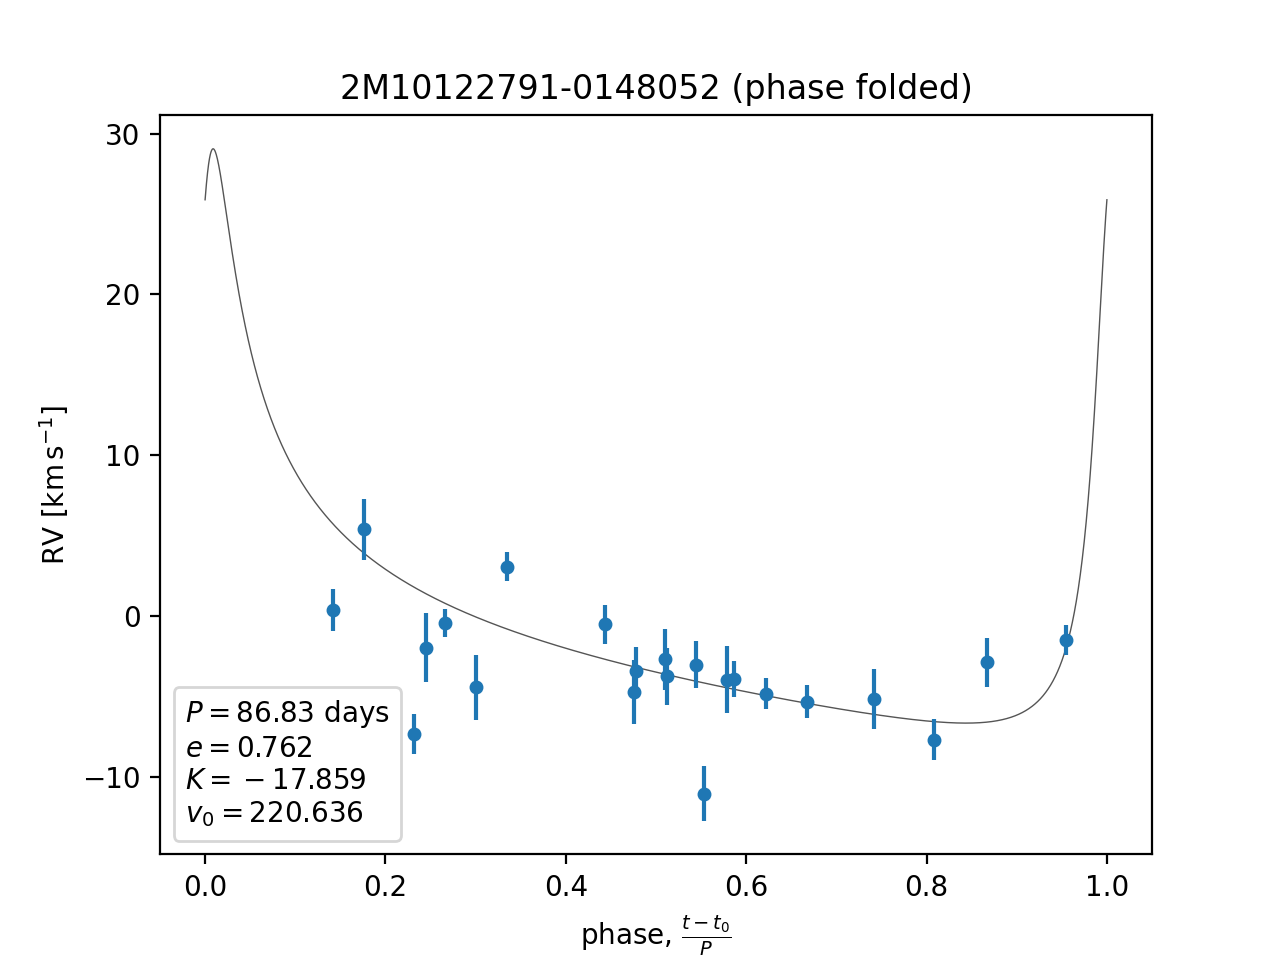 2M10122791-0148052 (phase folded)
30
20
10
0
−10
RV [km s⁻¹]
P = 86.83 days
e = 0.762
K = −17.859
v₀ = 220.636
0.0 0.2 0.4 0.6 0.8 1.0
phase, (t − t₀)/P